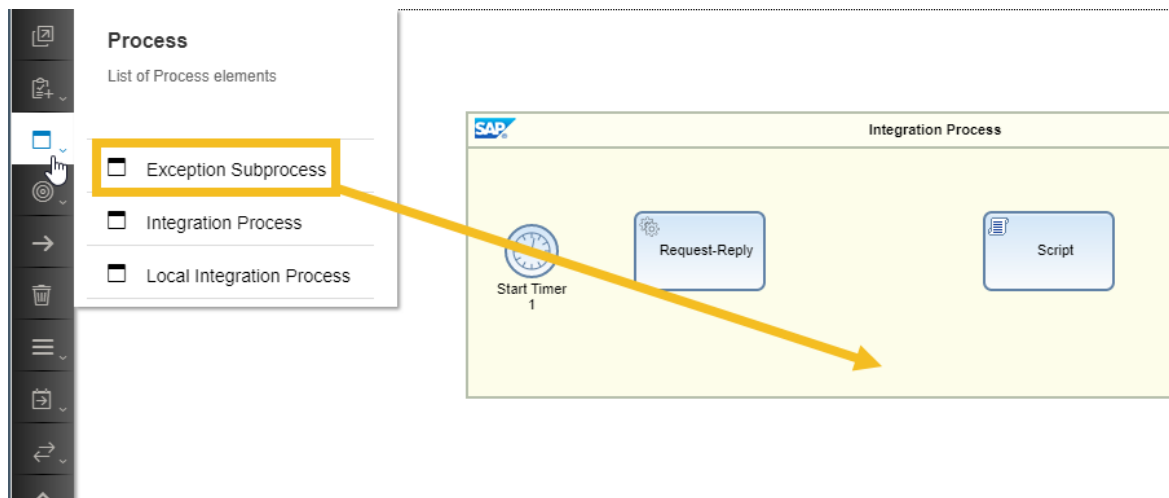 Process
List of Process elements
Exception Subprocess
Integration Process
Local Integration Process
SAP
Integration Process
Start Timer
1
Request-Reply
Script